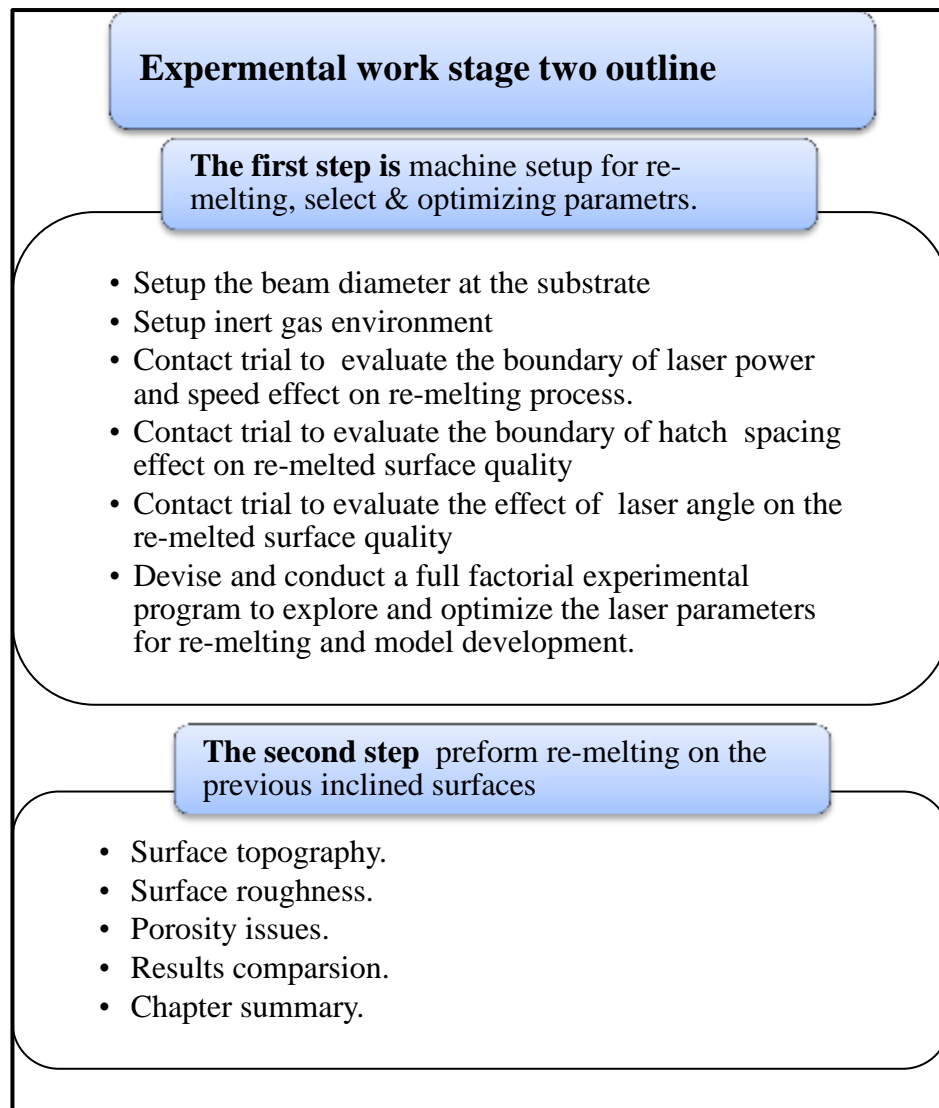 Expermental work stage two outline
The first step is machine setup for re-
melting, select & optimizing parametrs.
• Setup the beam diameter at the substrate
• Setup inert gas environment
• Contact trial to evaluate the boundary of laser power
and speed effect on re-melting process.
• Contact trial to evaluate the boundary of hatch spacing
effect on re-melted surface quality
• Contact trial to evaluate the effect of laser angle on the
re-melted surface quality
• Devise and conduct a full factorial experimental
program to explore and optimize the laser parameters
for re-melting and model development.
The second step preform re-melting on the
previous inclined surfaces
• Surface topography.
• Surface roughness.
• Porosity issues.
• Results comparsion.
• Chapter summary.